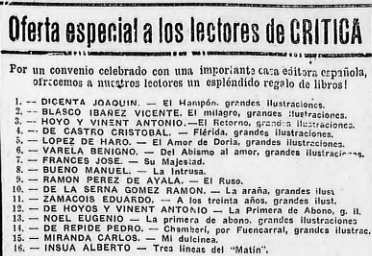 Oferta especial a los lectores de CRITICA
Por un convenio celebrado con una importante casa editora española,
ofrecemos a nuestros lectores un espléndido regalo de libros!
1. -- DICENTA JOAQUIN. — El Hampón, grandes ilustraciones.
2. -- BLASCO IBAÑEZ VICENTE. El milagro, grandes ilustraciones.
3. -- HOYO Y VINENT ANTONIO. — El Retorno, grandes ilustraciones.
4. -- DE CASTRO CRISTOBAL. — Flérida, grandes ilustraciones.
5. -- LOPEZ DE HARO. — El Amor de Doria, grandes ilustraciones.
6. -- VARELA BENIGNO. — Del Abismo al amor, grandes ilustraciones.
7. -- FRANCES JOSE. — Su Majestad.
8. -- BUENO MANUEL. — La Intrusa.
9. -- RAMON PEREZ DE AYALA. — El Ruso.
10. — DE LA SERNA GOMEZ RAMON. — La araña, grandes ilust
11. — ZAMACOIS EDUARDO. — A los treinta años, grandes ilust.
12. — DE HOYOS Y VINENT ANTONIO — La Primera de Abono, g. il.
13. — NOEL EUGENIO — La primera de abono. grandes ilustraciones
14. — DE REPIDE PEDRO. — Chamberí, por Fuencarral, grandes ilustrac.
15. — MIRANDA CARLOS. — Mi dulcinea.
16. — INSUA ALBERTO — Tres líneas del "Matin".